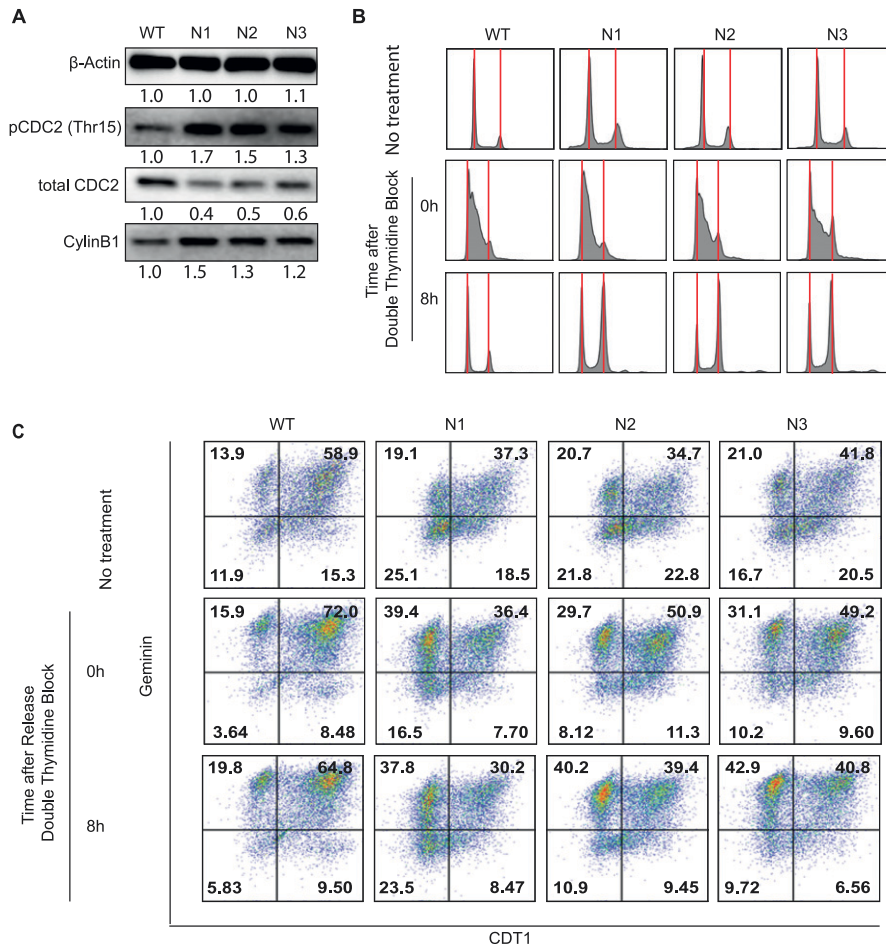 A
WT N1 N2 N3
β-Actin
1.0 1.0 1.0 1.1
pCDC2 (Thr15)
1.0 1.7 1.5 1.3
total CDC2
1.0 0.4 0.5 0.6
CylinB1
1.0 1.5 1.3 1.2
B
WT N1 N2 N3
No treatment
Time after
Double Thymidine Block
0h
8h
C
WT N1 N2 N3
No treatment
13.9 58.9 19.1 37.3 20.7 34.7 21.0 41.8
11.9 15.3 25.1 18.5 21.8 22.8 16.7 20.5
Time after Release
Double Thymidine Block
Geminin
0h
15.9 72.0 39.4 36.4 29.7 50.9 31.1 49.2
3.64 8.48 16.5 7.70 8.12 11.3 10.2 9.60
8h
19.8 64.8 37.8 30.2 40.2 39.4 42.9 40.8
5.83 9.50 23.5 8.47 10.9 9.45 9.72 6.56
CDT1